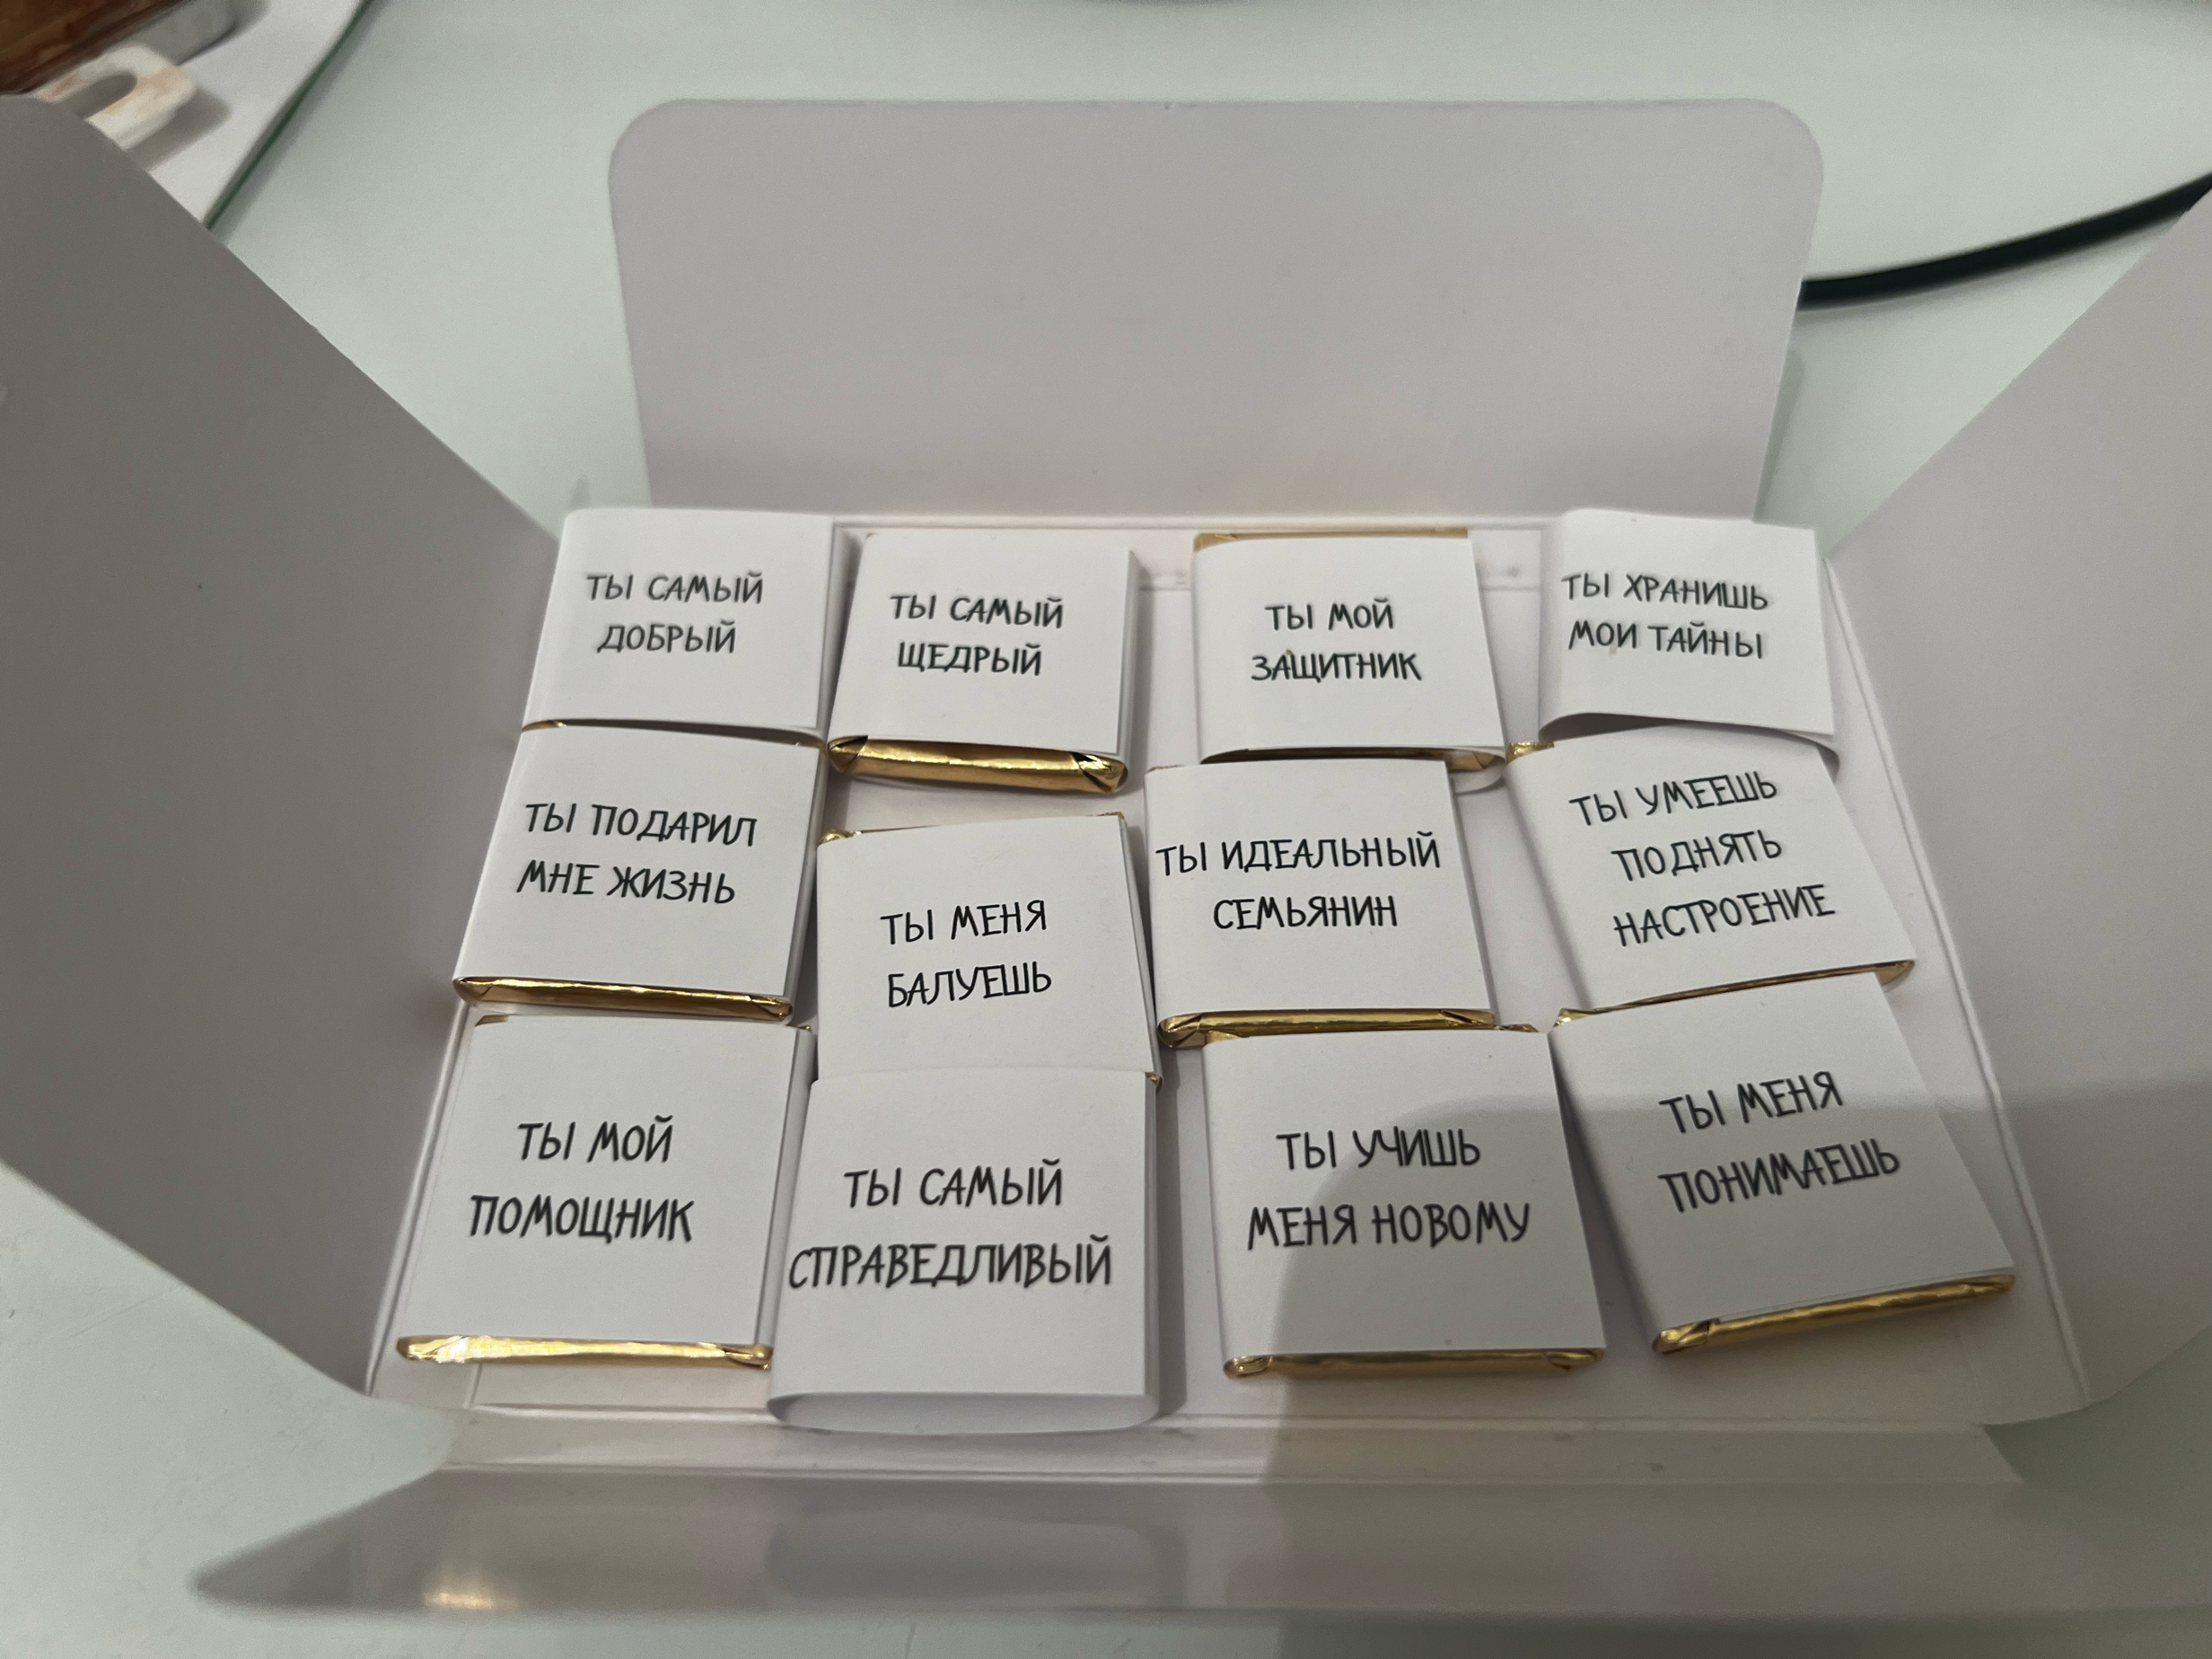 ТЫ САМЫЙ
ДОБРЫЙ
ТЫ САМЫЙ
ЩЕДРЫЙ
ТЫ МОЙ
ЗАЩИТНИК
ТЫ ХРАНИШЬ
МОИ ТАЙНЫ
ТЫ ПОДАРИЛ
МНЕ ЖИЗНЬ
ТЫ МЕНЯ
БАЛУЕШЬ
ТЫ ИДЕАЛЬНЫЙ
СЕМЬЯНИН
ТЫ УМЕЕШЬ
ПОДНЯТЬ
НАСТРОЕНИЕ
ТЫ МОЙ
ПОМОЩНИК
ТЫ САМЫЙ
СПРАВЕДЛИВЫЙ
ТЫ УЧИШЬ
МЕНЯ НОВОМУ
ТЫ МЕНЯ
ПОНИМАЕШЬ